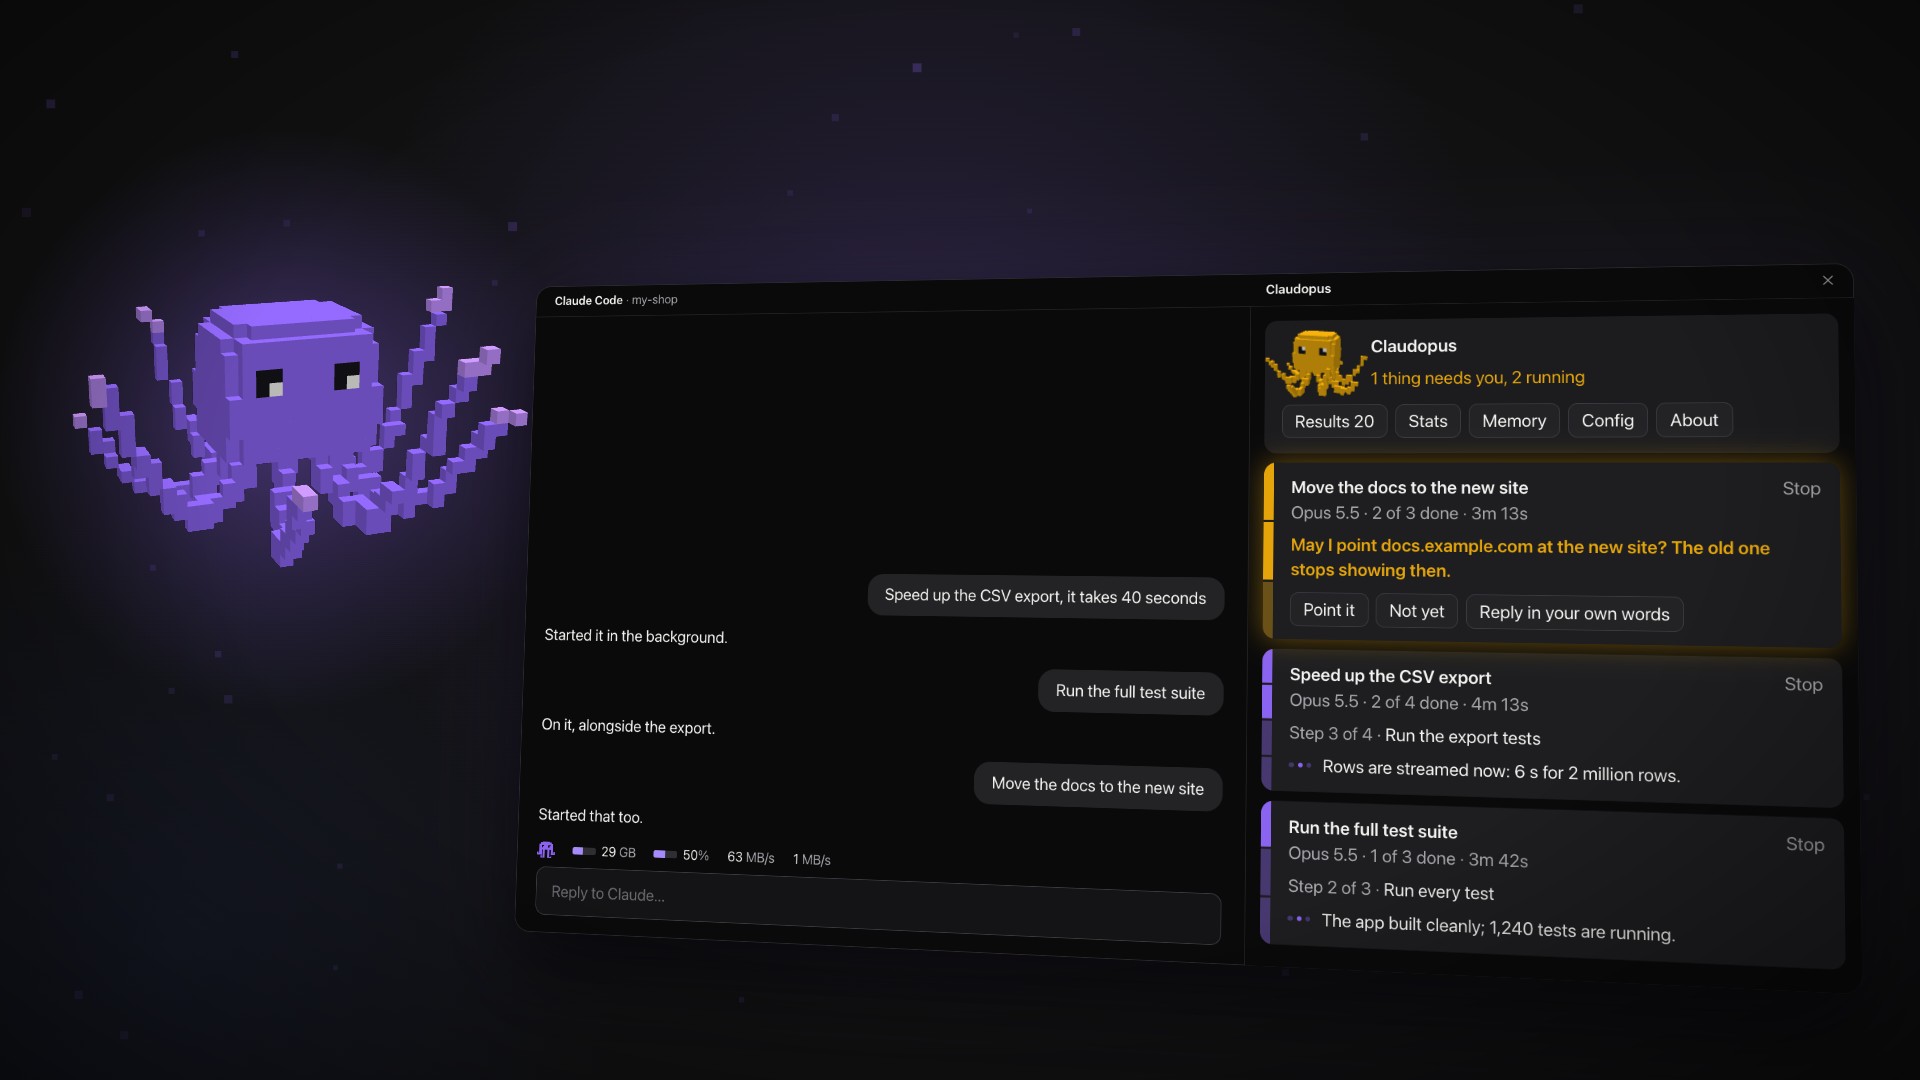 Claude Code · my-shop
Speed up the CSV export, it takes 40 seconds
Started it in the background.
Run the full test suite
On it, alongside the export.
Move the docs to the new site
Started that too.
29 GB 50% 63 MB/s 1 MB/s
Reply to Claude...
Claudopus
Claudopus
1 thing needs you, 2 running
Results 20 Stats Memory Config About
Move the docs to the new site
Stop
Opus 5.5 · 2 of 3 done · 3m 13s
May I point docs.example.com at the new site? The old one
stops showing then.
Point it Not yet Reply in your own words
Speed up the CSV export
Stop
Opus 5.5 · 2 of 4 done · 4m 13s
Step 3 of 4 · Run the export tests
Rows are streamed now: 6 s for 2 million rows.
Run the full test suite
Stop
Opus 5.5 · 1 of 3 done · 3m 42s
Step 2 of 3 · Run every test
The app built cleanly; 1,240 tests are running.